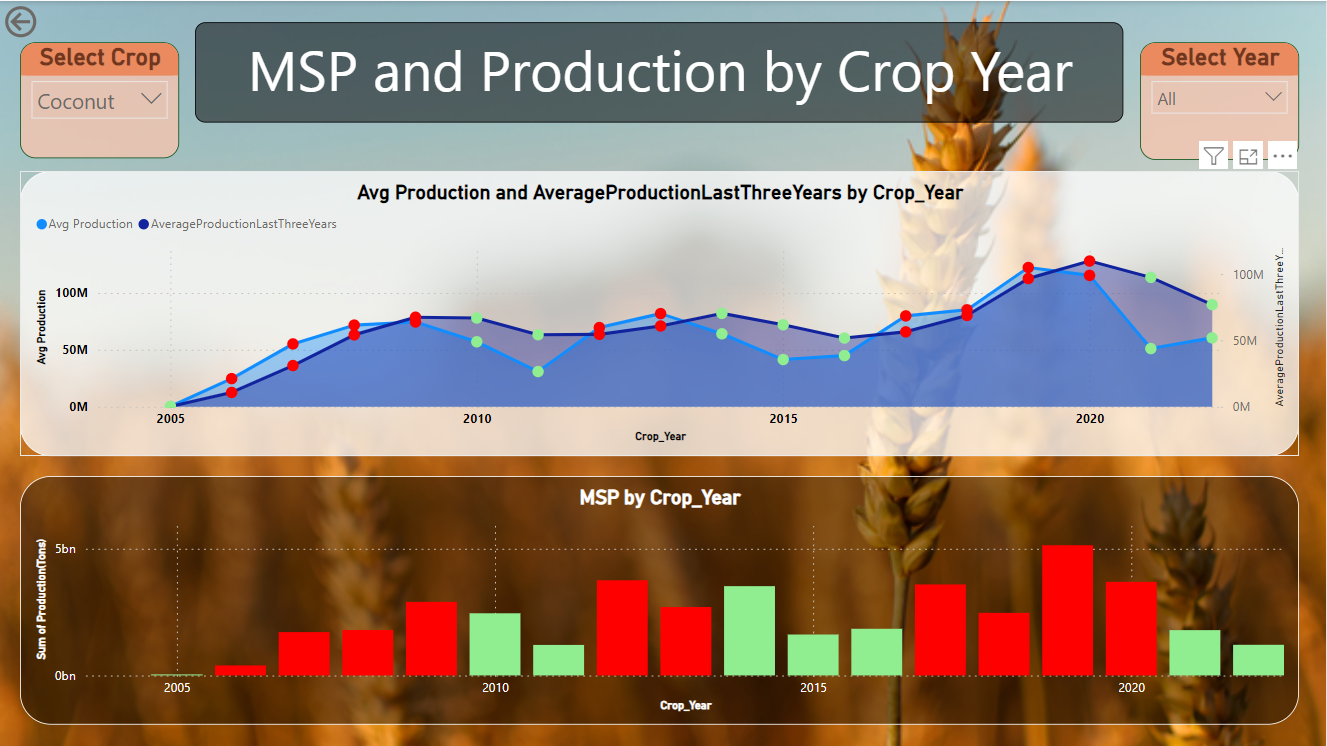 Select Crop
MSP and Production by Crop Year
Select Year
Coconut
All
Avg Production and AverageProductionLastThreeYears by Crop_Year
Avg Production AverageProductionLastThreeYears
Avg Production
100M
50M
0M
2005 2010 2015 2020
Crop_Year
100M
50M
0M
AverageProductionLastThreeY...
MSP by Crop_Year
Sum of Production(Tons)
5bn
0bn
2005 2010 2015 2020
Crop_Year